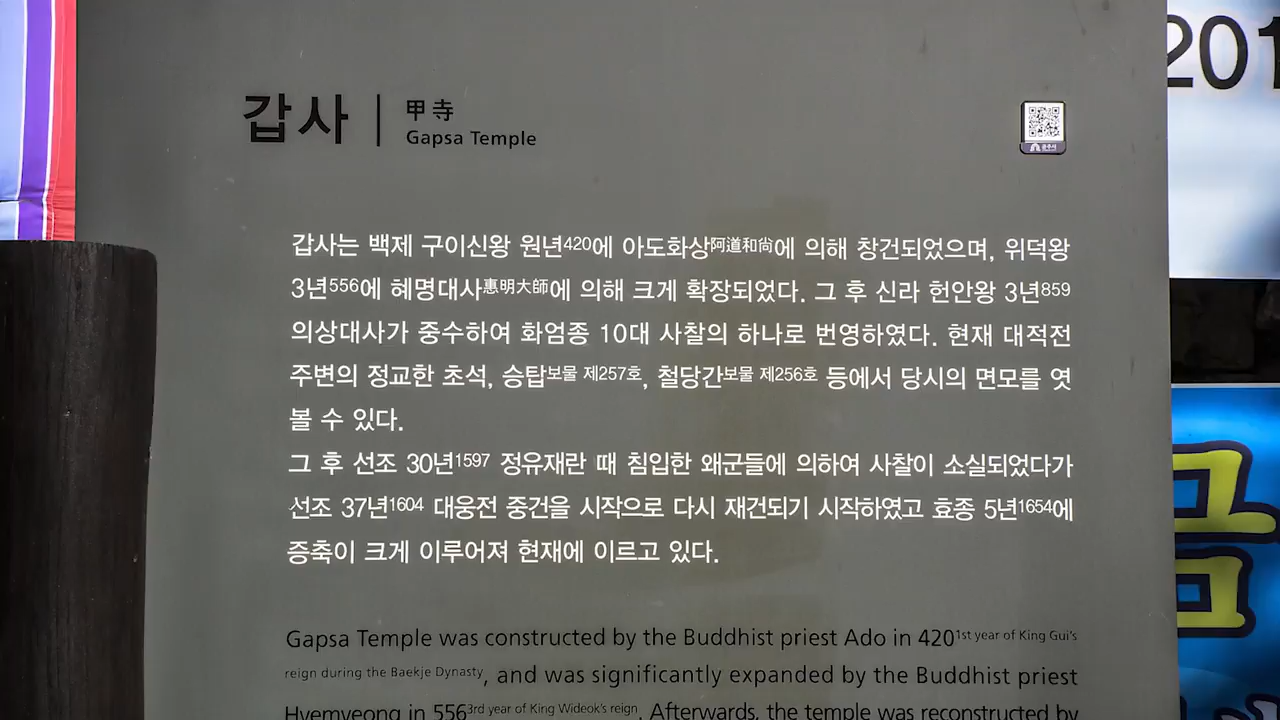 갑사
甲寺
Gapsa Temple
201
공주시
갑사는 백제 구이신왕 원년420에 아도화상阿道和尙에 의해 창건되었으며, 위덕왕
3년556에 혜명대사惠明大師에 의해 크게 확장되었다. 그 후 신라 헌안왕 3년859
의상대사가 중수하여 화엄종 10대 사찰의 하나로 번영하였다. 현재 대적전
주변의 정교한 초석, 승탑보물 제257호, 철당간보물 제256호 등에서 당시의 면모를 엿
볼 수 있다.
그 후 선조 30년1597 정유재란 때 침입한 왜군들에 의하여 사찰이 소실되었다가
선조 37년1604 대웅전 중건을 시작으로 다시 재건되기 시작하였고 효종 5년1654에
증축이 크게 이루어져 현재에 이르고 있다.
Gapsa Temple was constructed by the Buddhist priest Ado in 420 1st year of King Gui's
reign during the Baekje Dynasty, and was significantly expanded by the Buddhist priest
Hyemyeong in 556 3rd year of King Wideok's reign. Afterwards, the temple was reconstructed by